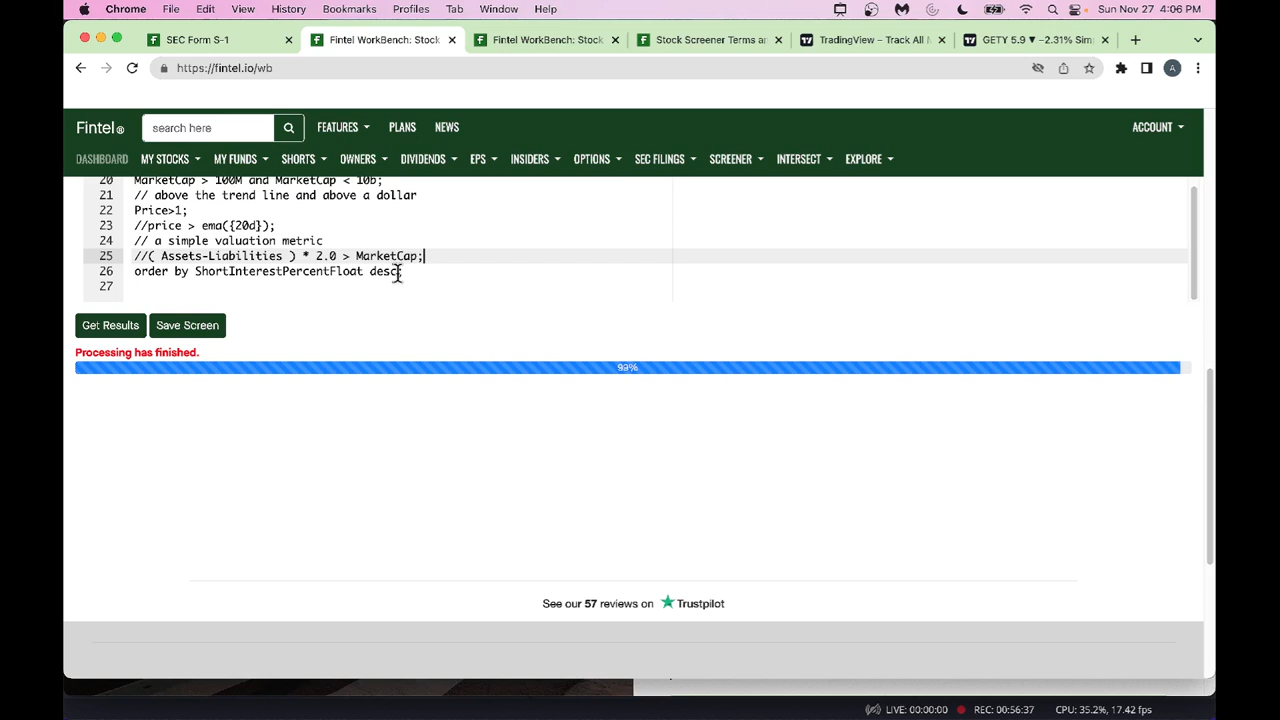 Chrome File Edit View History Bookmarks Profiles Tab Window Help Sun Nov 27 4:06 PM
SEC Form S-1 Fintel WorkBench: Stock Fintel WorkBench: Stock Stock Screener Terms a TradingView – Track All M GETY 5.9 ▼ −2.31% Sim
https://fintel.io/wb A
Fintel® search here FEATURES PLANS NEWS ACCOUNT
DASHBOARD MY STOCKS MY FUNDS SHORTS OWNERS DIVIDENDS EPS INSIDERS OPTIONS SEC FILINGS SCREENER INTERSECT EXPLORE
20 MarketCap > 100M and MarketCap < 10b;
21 // above the trend line and above a dollar
22 Price>1;
23 //price > ema({20d});
24 // a simple valuation metric
25 //( Assets-Liabilities ) * 2.0 > MarketCap;
26 order by ShortInterestPercentFloat desc
27
Get Results Save Screen
Processing has finished.
99%
See our 57 reviews on ★ Trustpilot
LIVE: 00:00:00 REC: 00:56:37 CPU: 35.2%, 17.42 fps